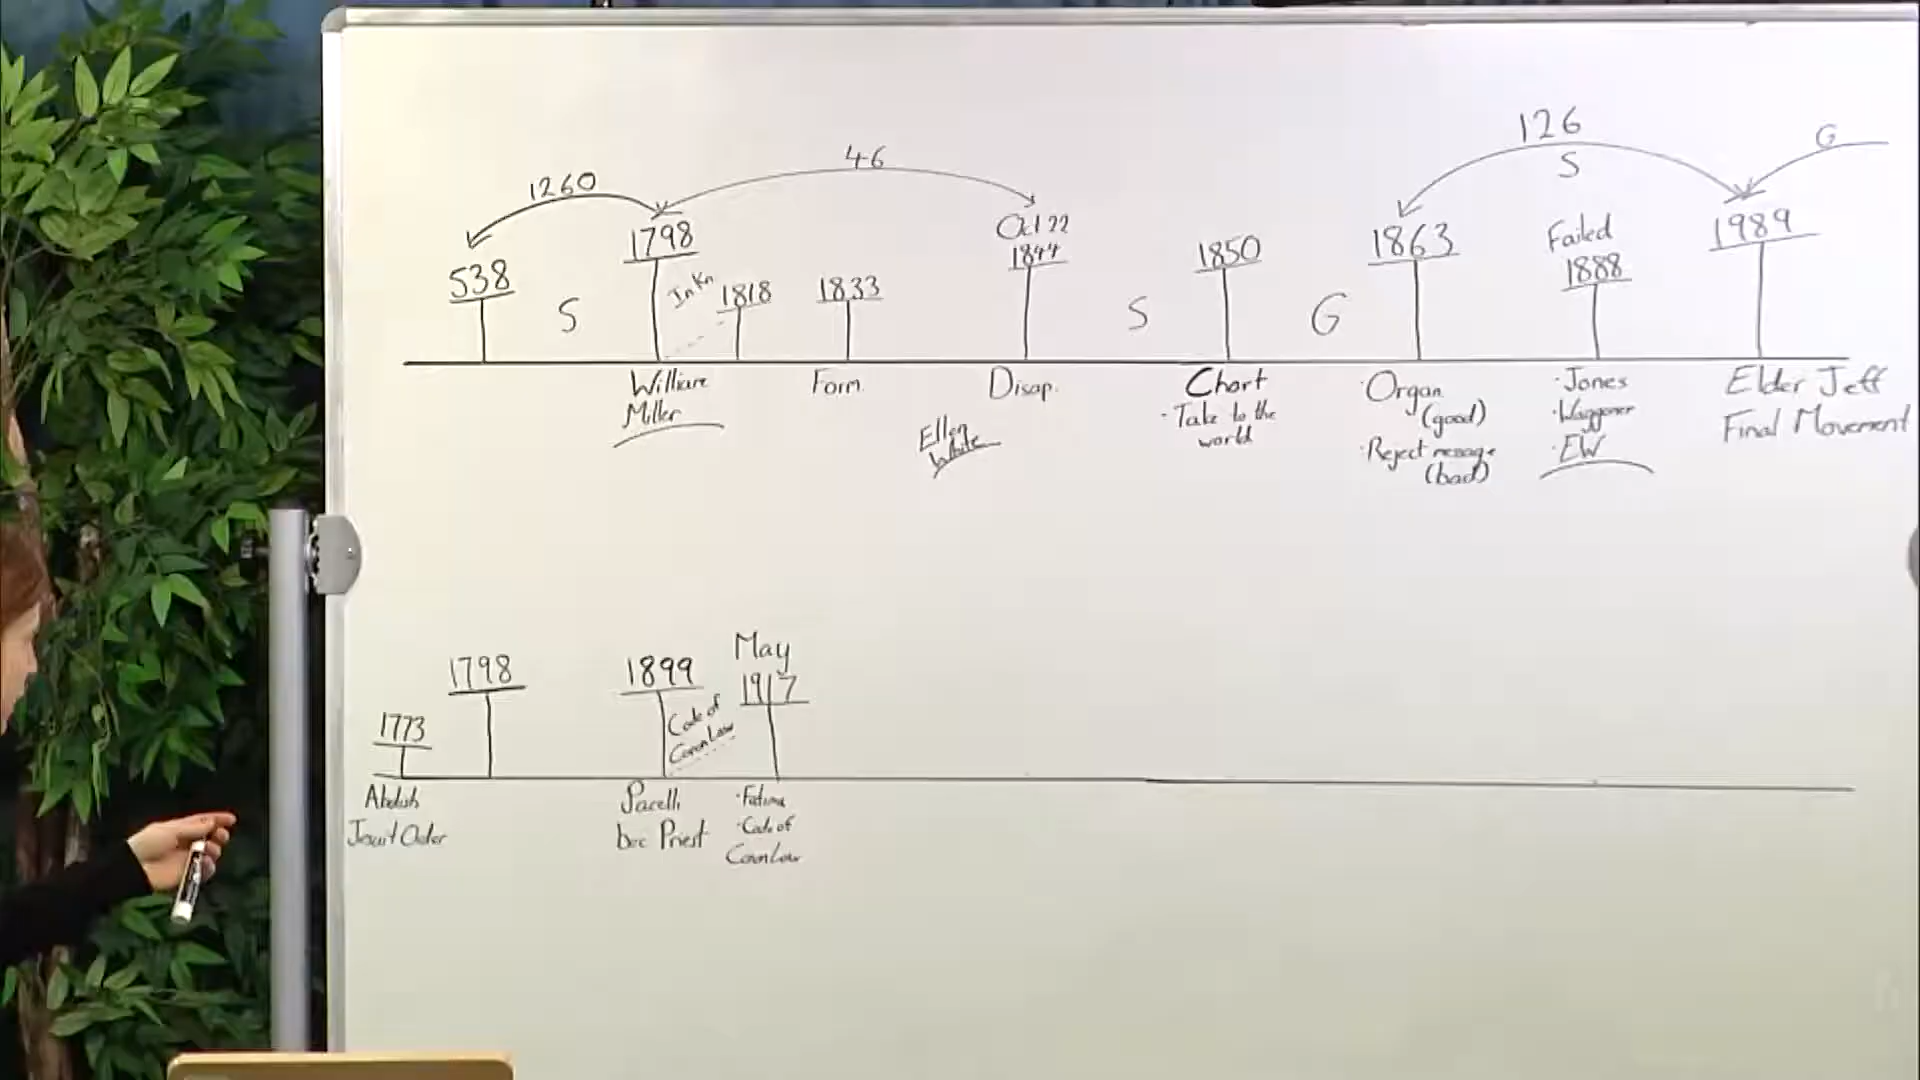 126
G
S
46
1260
Oct 22
1844
538
1798
In Kn
1818
1833
1850
1863
Failed
1888
1989
S
S
G
William
Miller
Form.
Disap.
Ellen
White
Chart
· Take to the
world
· Organ.
(good)
· Reject message
(bad)
· Jones
· Waggoner
· EW
Elder Jeff
Final Movement
1773
1798
1899
Code of
Canon Law
May
1917
Abolish
Jesuit Order
Pacelli
bec Priest
· Fatima
· Code of
Canon Law